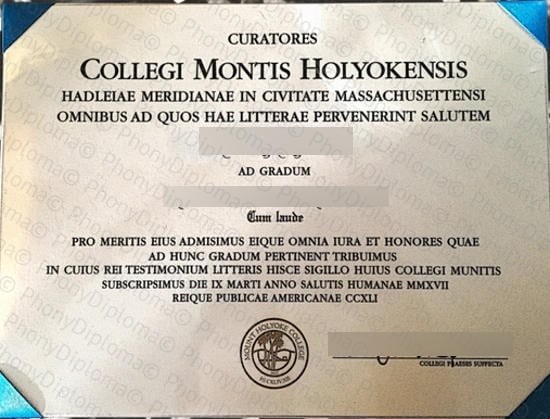 CURATORES
COLLEGI MONTIS HOLYOKENSIS
HADLEIAE MERIDIANAE IN CIVITATE MASSACHUSETTENSI
OMNIBUS AD QUOS HAE LITTERAE PERVENERINT SALUTEM
AD GRADUM
Cum laude
PRO MERITIS EIUS ADMISIMUS EIQUE OMNIA IURA ET HONORES QUAE
AD HUNC GRADUM PERTINENT TRIBUIMUS
IN CUIUS REI TESTIMONIUM LITTERIS HISCE SIGILLO HUIUS COLLEGI MUNITIS
SUBSCRIPSIMUS DIE IX MARTI ANNO SALUTIS HUMANAE MMXVII
REIQUE PUBLICAE AMERICANAE CCXLI
MOUNT HOLYOKE COLLEGE
COLLEGII PRAESES SUFFECTA
PhonyDiploma©